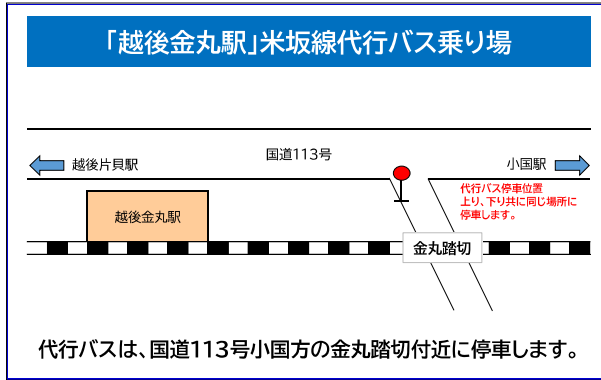 「越後金丸駅」米坂線代行バス乗り場
国道113号
越後片貝駅
小国駅
代行バス停車位置
上り、下り共に同じ場所に
停車します。
越後金丸駅
金丸踏切
代行バスは、国道113号小国方の金丸踏切付近に停車します。